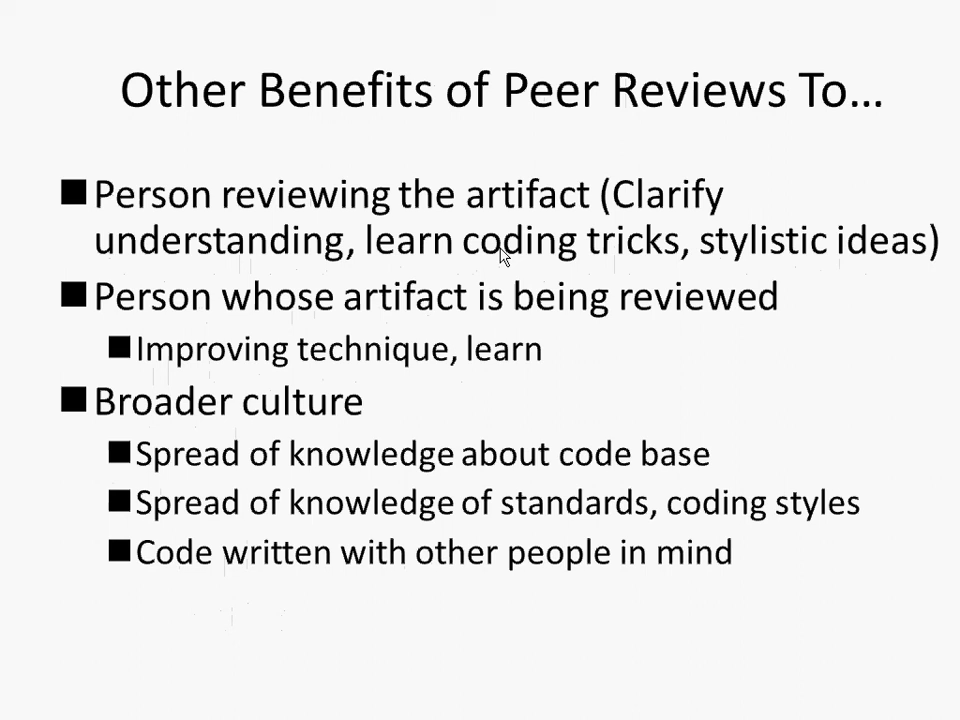 Other Benefits of Peer Reviews To…
Person reviewing the artifact (Clarify
understanding, learn coding tricks, stylistic ideas)
Person whose artifact is being reviewed
Improving technique, learn
Broader culture
Spread of knowledge about code base
Spread of knowledge of standards, coding styles
Code written with other people in mind